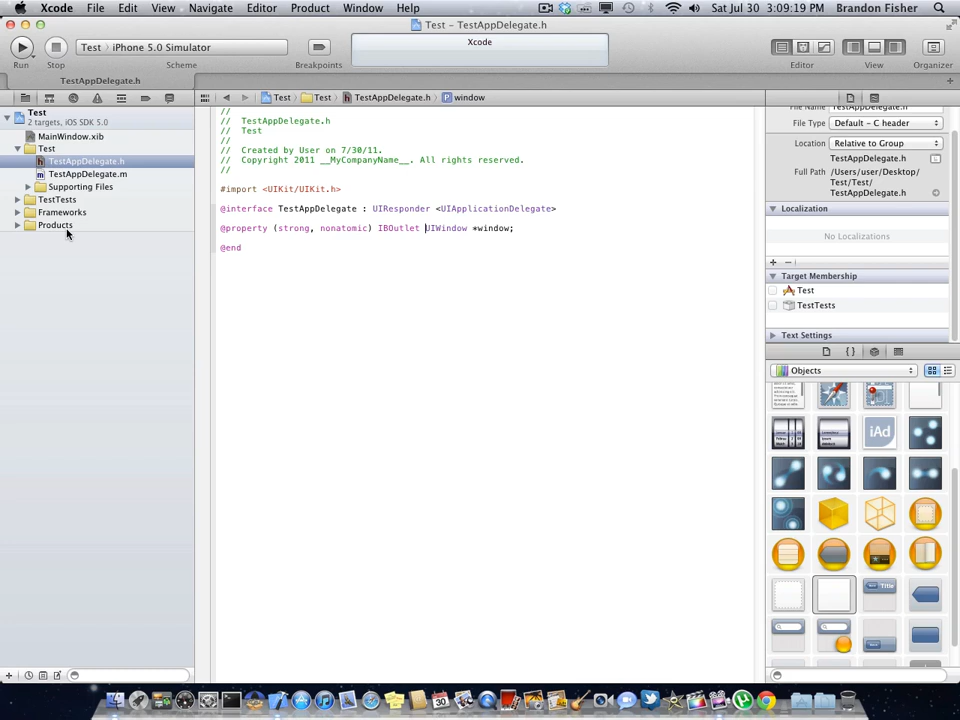 Xcode File Edit View Navigate Editor Product Window Help Sat Jul 30 3:09:19 PM Brandon Fisher
Test - TestAppDelegate.h
Test › iPhone 5.0 Simulator
Xcode
Run Stop Scheme Breakpoints Editor View Organizer
TestAppDelegate.h
Test › Test › TestAppDelegate.h › window
Test
2 targets, iOS SDK 5.0
MainWindow.xib
Test
TestAppDelegate.h
TestAppDelegate.m
Supporting Files
TestTests
Frameworks
Products
//
// TestAppDelegate.h
// Test
//
// Created by User on 7/30/11.
// Copyright 2011 __MyCompanyName__. All rights reserved.
//
#import <UIKit/UIKit.h>
@interface TestAppDelegate : UIResponder <UIApplicationDelegate>
@property (strong, nonatomic) IBOutlet UIWindow *window;
@end
File Name TestAppDelegate.h
File Type Default - C header
Location Relative to Group
TestAppDelegate.h
Full Path /Users/user/Desktop/
Test/Test/
TestAppDelegate.h
Localization
No Localizations
Target Membership
Test
TestTests
Text Settings
Objects
iAd
Title
30